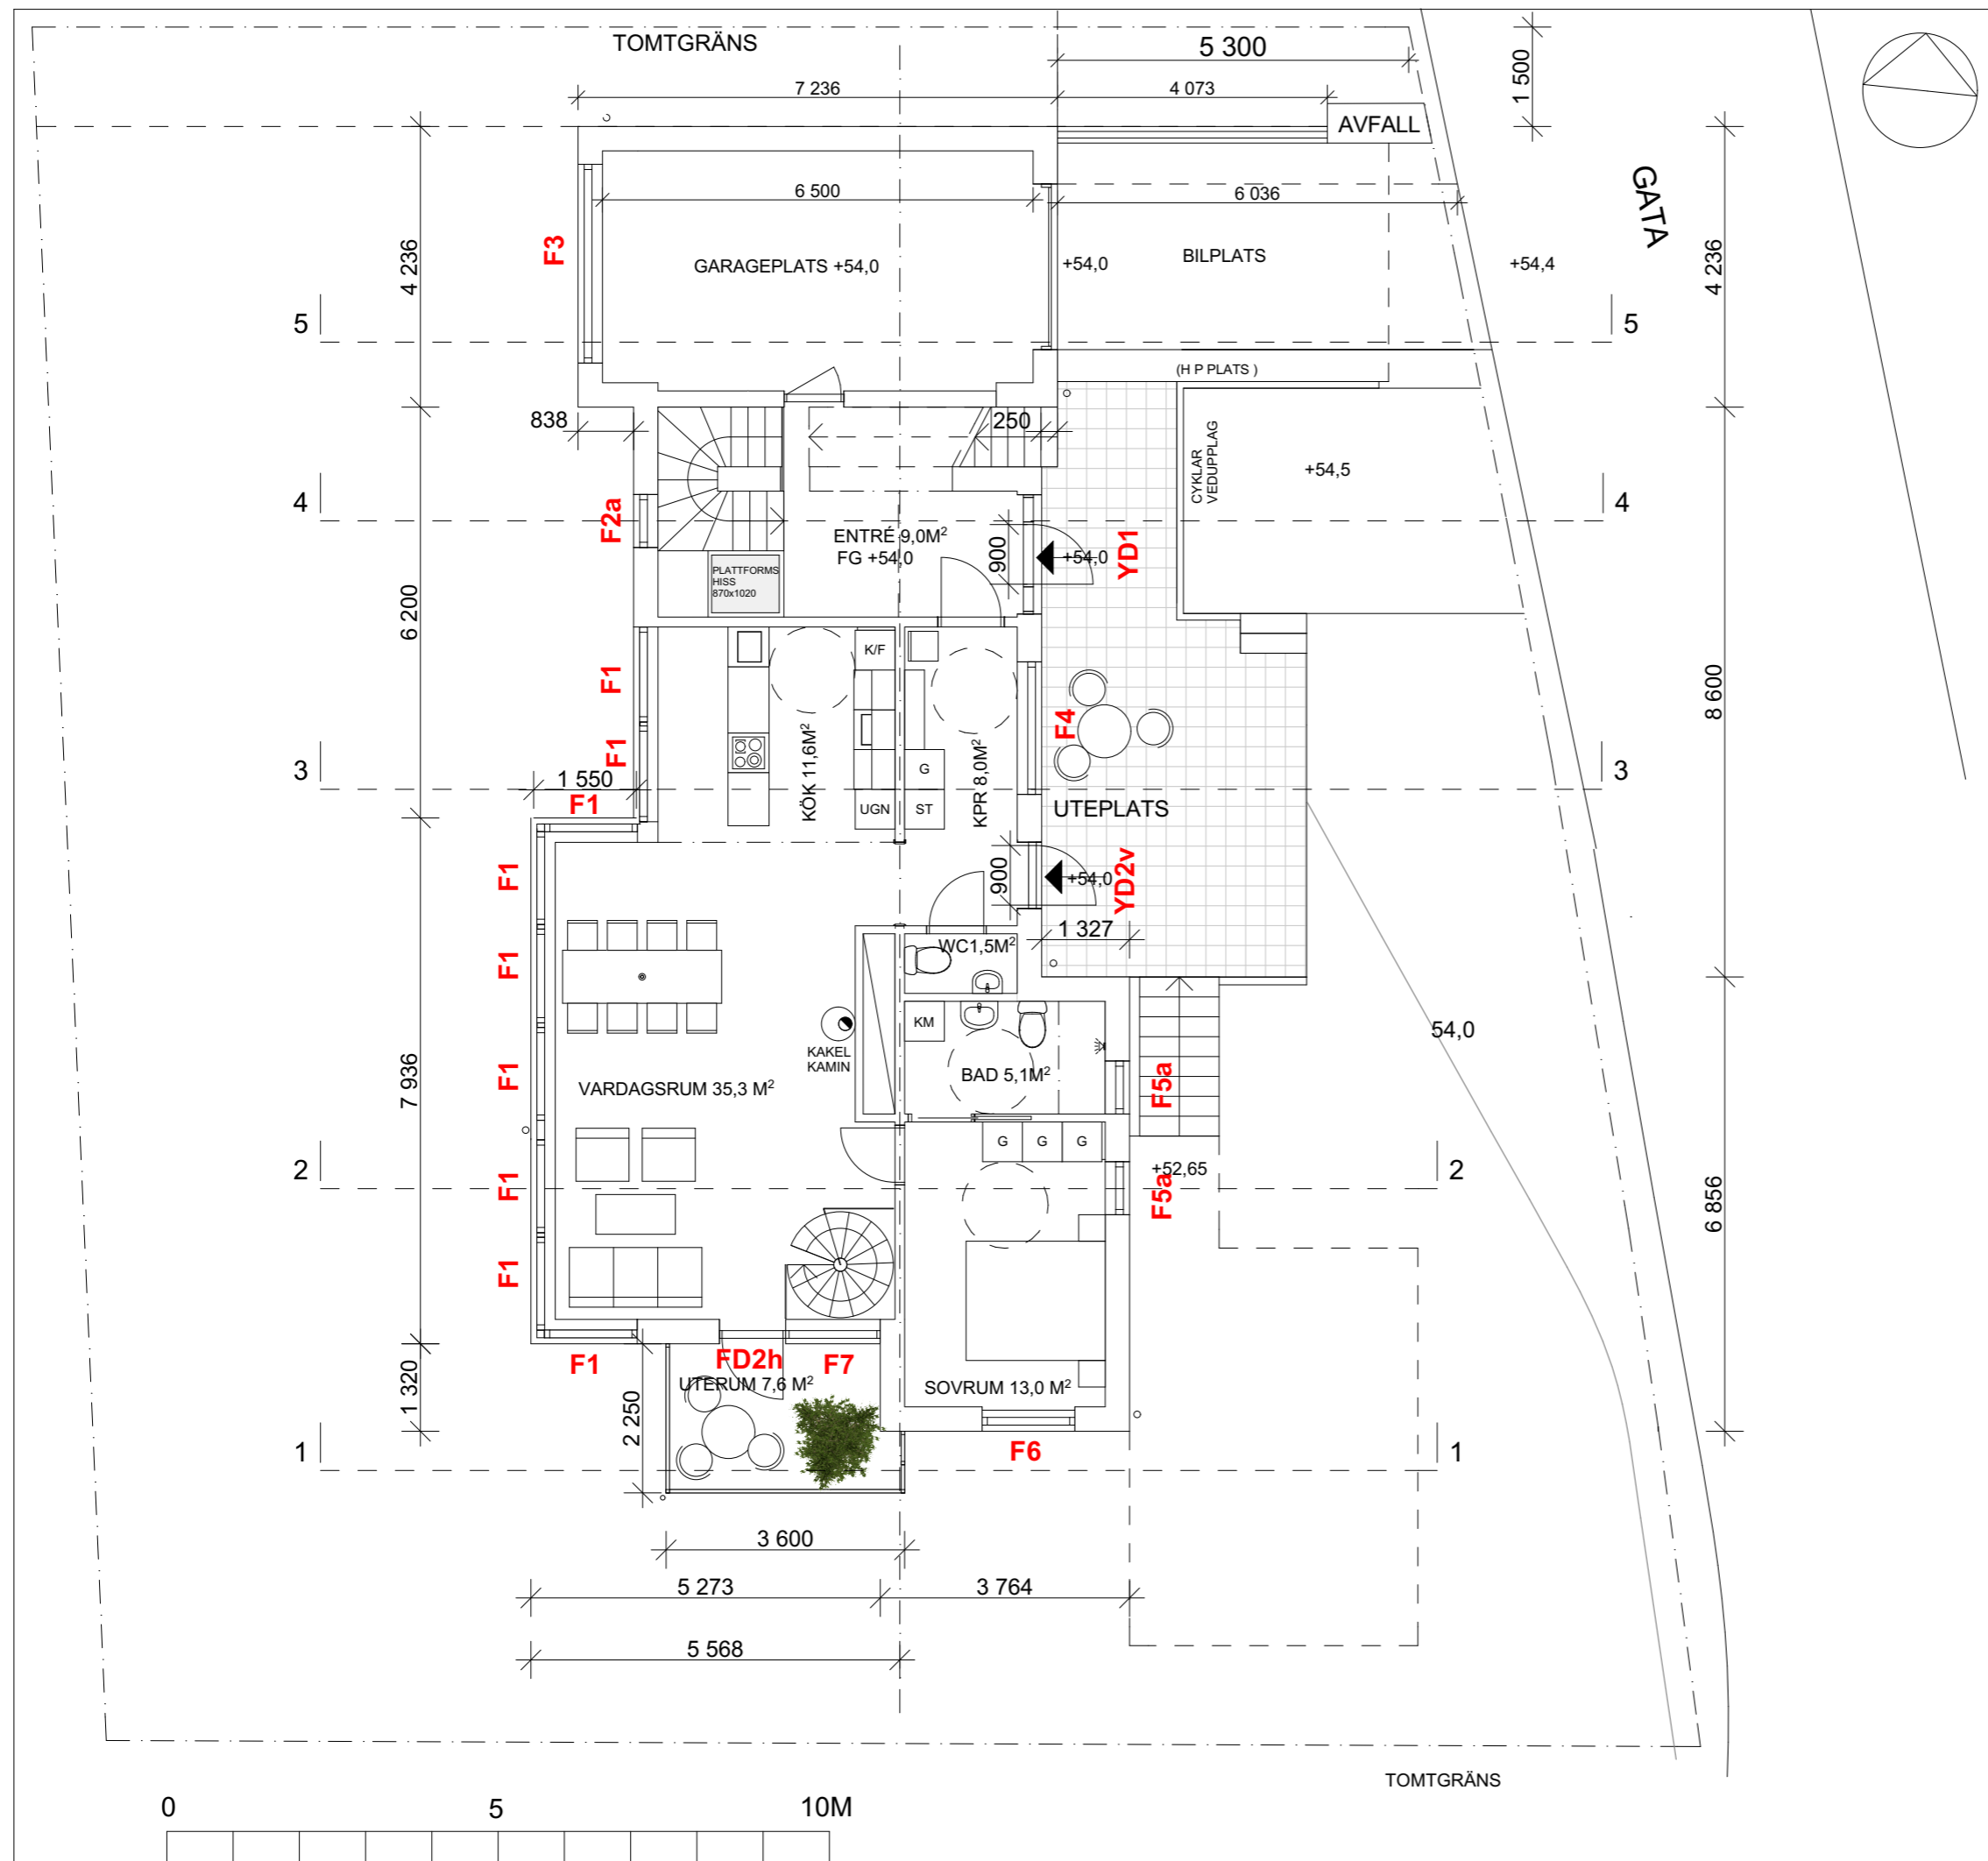 TOMTGRÄNS
5 300
1 500
7 236
4 073
AVFALL
GATA
6 500
6 036
4 236
F3
GARAGEPLATS +54,0
+54,0
BILPLATS
+54,4
4 236
5
5
(H P PLATS )
838
250
CYKLAR
VEDUPPLAG
+54,5
4
4
F2a
ENTRÉ 9,0M²
FG +54,0
900
+54,0
YD1
PLATTFORMS
HISS
870x1020
6 200
K/F
F1
F1
KÖK 11,6M²
KPR 8,0M²
F4
8 600
3
3
1 550
F1
G
UGN
ST
UTEPLATS
F1
900
+54,0
YD2v
1 327
WC1,5M²
F1
KM
54,0
KAKEL
KAMIN
7 936
F1
VARDAGSRUM 35,3 M²
BAD 5,1M²
F5a
G
G
G
2
2
+52,65
F1
F5a
6 856
F1
F1
FD2h
F7
UTERUM 7,6 M²
SOVRUM 13,0 M²
1 320
2 250
1
1
F6
3 600
5 273
3 764
5 568
TOMTGRÄNS
0
5
10M